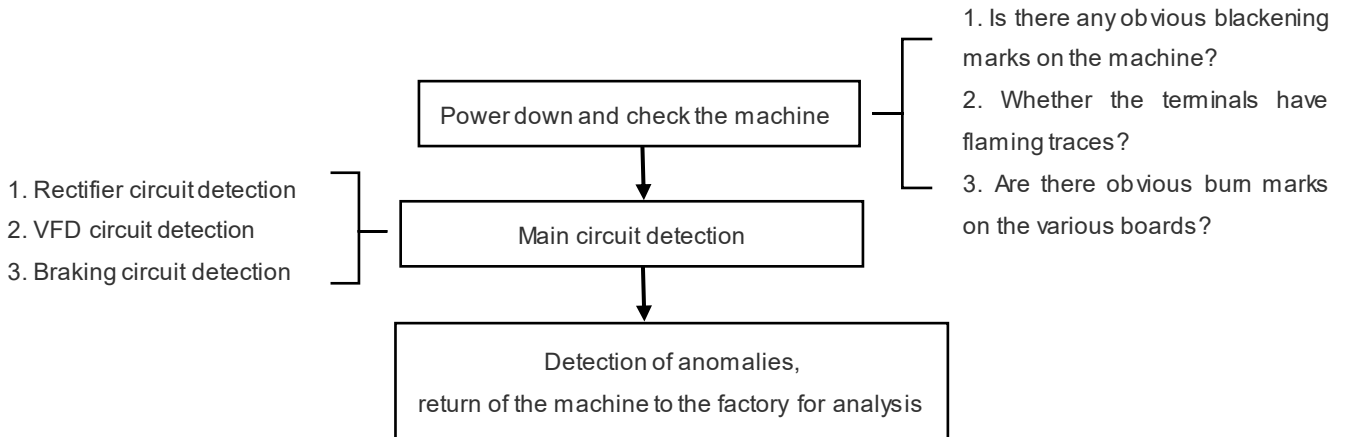 1. Is there any obvious blackening
marks on the machine?
2. Whether the terminals have
flaming traces?
3. Are there obvious burn marks
on the various boards?
Power down and check the machine
1. Rectifier circuit detection
2. VFD circuit detection
3. Braking circuit detection
Main circuit detection
Detection of anomalies,
return of the machine to the factory for analysis